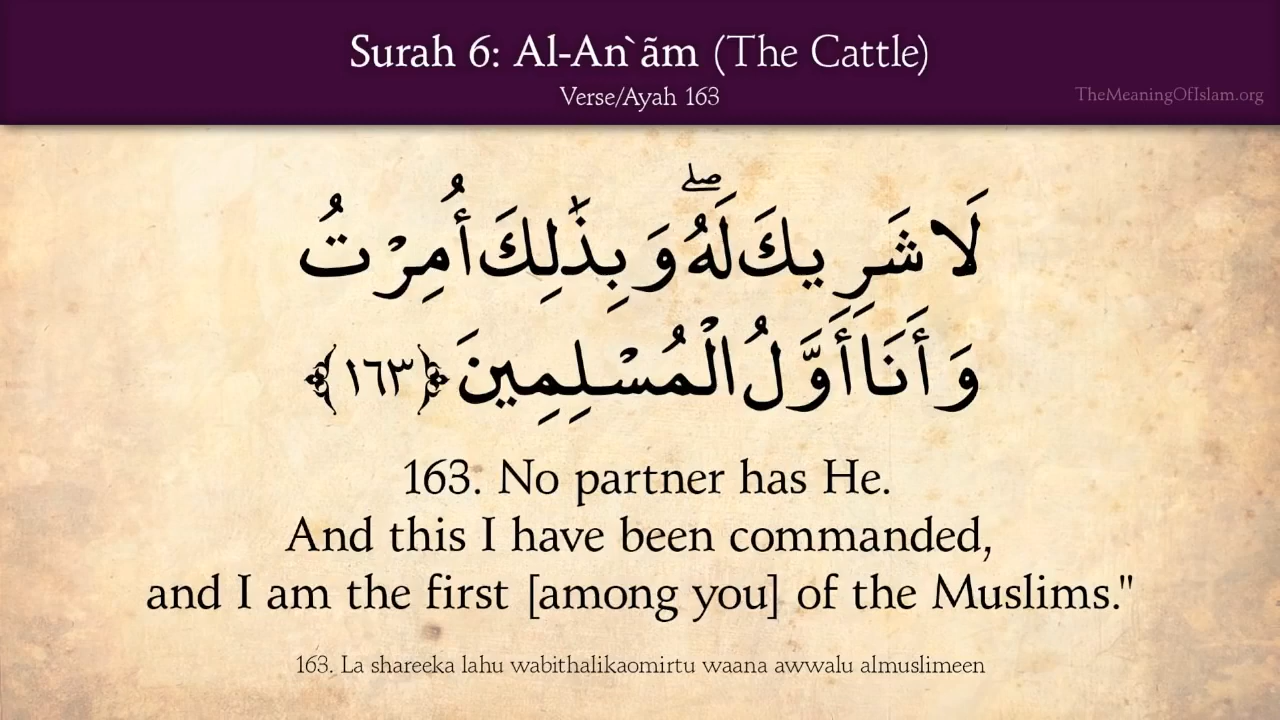 Surah 6: Al-An`ãm (The Cattle)
Verse/Ayah 163
TheMeaningOfIslam.org
لَا شَرِيكَ لَهُۥ ۖ وَبِذَٰلِكَ أُمِرْتُ
وَأَنَا أَوَّلُ الْمُسْلِمِينَ ﴿١٦٣﴾
163. No partner has He.
And this I have been commanded,
and I am the first [among you] of the Muslims."
163. La shareeka lahu wabithalikaomirtu waana awwalu almuslimeen